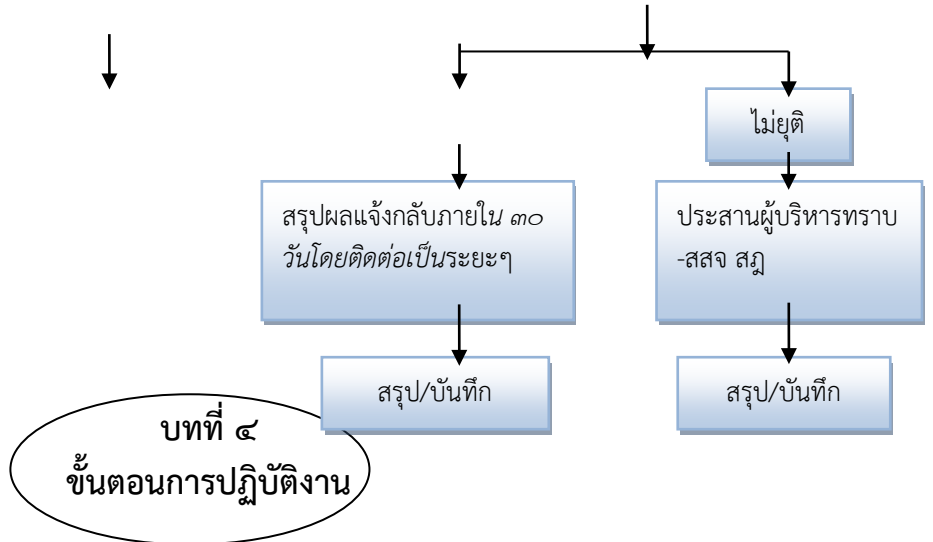 ไม่ยุติ
สรุปผลแจ้งกลับภายใน ๓๐
วันโดยติดต่อเป็นระยะๆ
ประสานผู้บริหารทราบ
-สสจ สฎ
สรุป/บันทึก
สรุป/บันทึก
บทที่ ๔
ขั้นตอนการปฏิบัติงาน